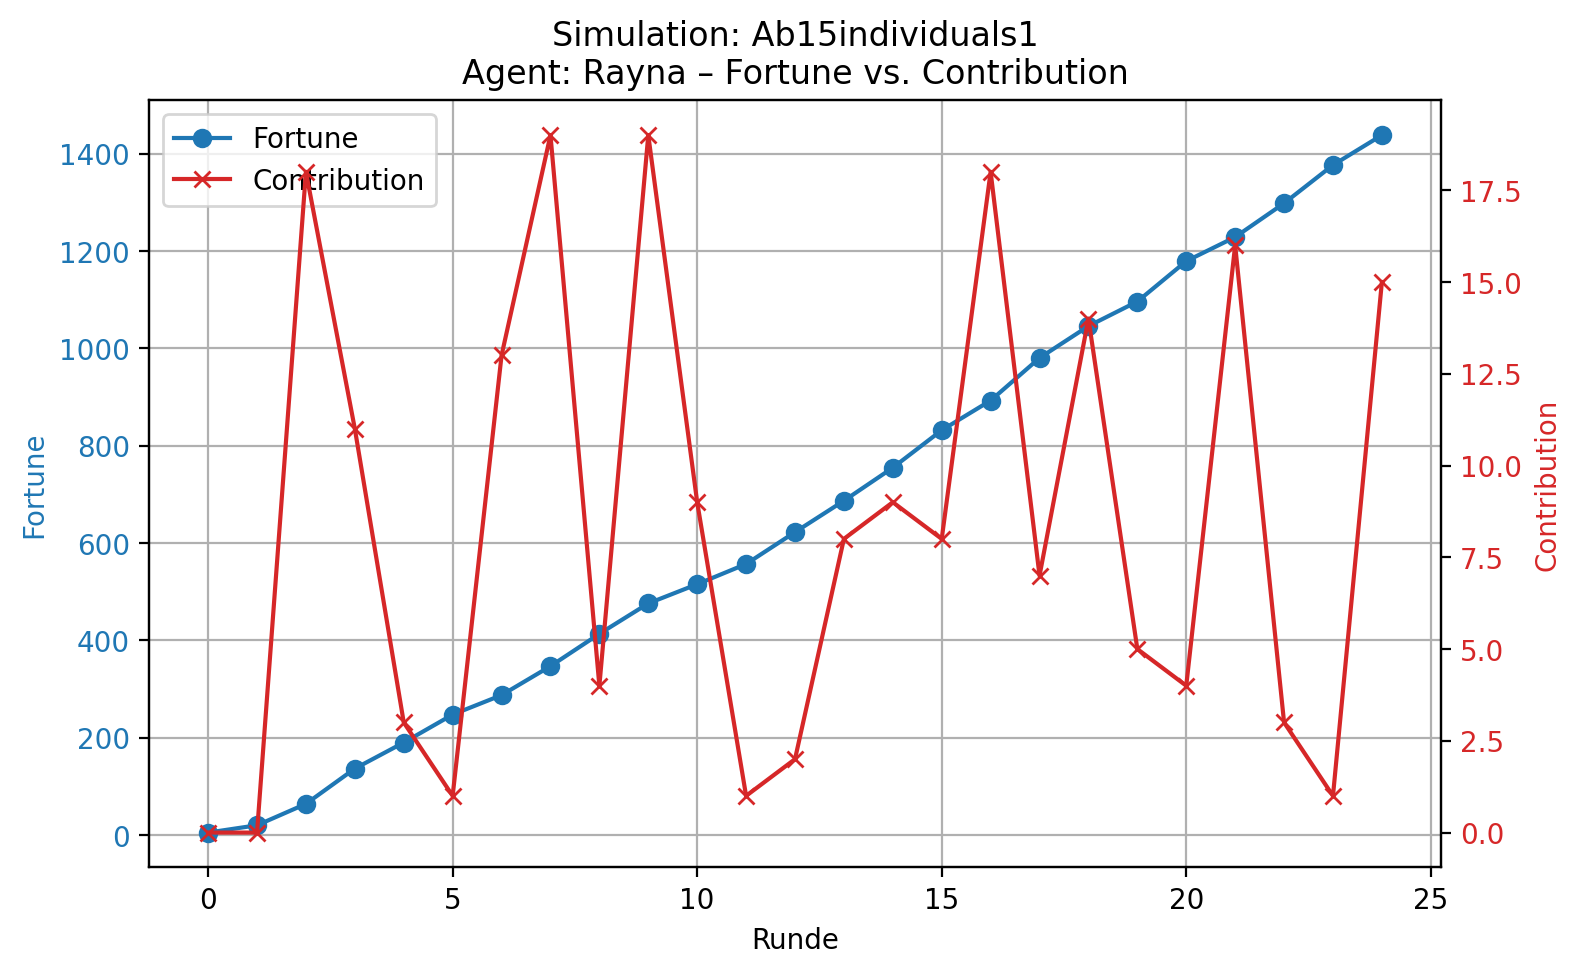 Simulation: Ab15individuals1
Agent: Rayna – Fortune vs. Contribution
Fortune
Contribution
1400
1200
1000
800
600
400
200
0
Fortune
17.5
15.0
12.5
10.0
7.5
5.0
2.5
0.0
Contribution
0 5 10 15 20 25
Runde